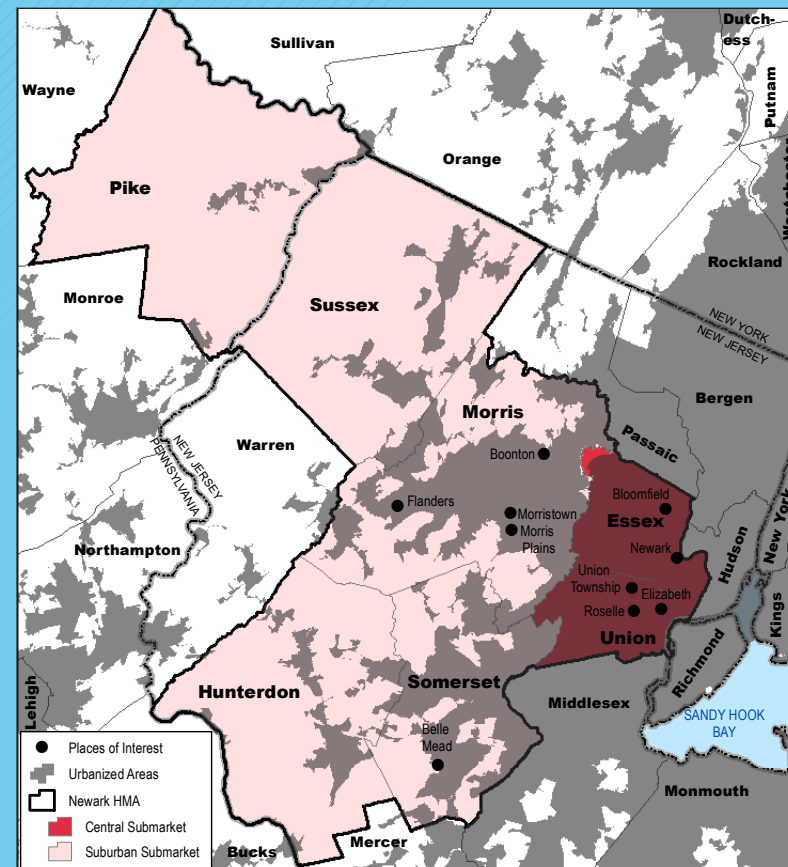 Dutch-
ess
Sullivan
Putnam
Wayne
Westchester
Orange
Pike
Rockland
Monroe
Sussex
NEW YORK
NEW JERSEY
Bergen
Morris
Passaic
Warren
Boonton
NEW JERSEY
PENNSYLVANIA
Bloomfield
Flanders
Morristown
Essex
Morris
Plains
New York
Hudson
Northampton
Newark
Union
Township
Elizabeth
Roselle
Kings
Union
Richmond
Lehigh
Hunterdon
Somerset
Middlesex
SANDY HOOK
BAY
Belle
Mead
Places of Interest
Urbanized Areas
Monmouth
Newark HMA
Central Submarket
Mercer
Suburban Submarket
Bucks